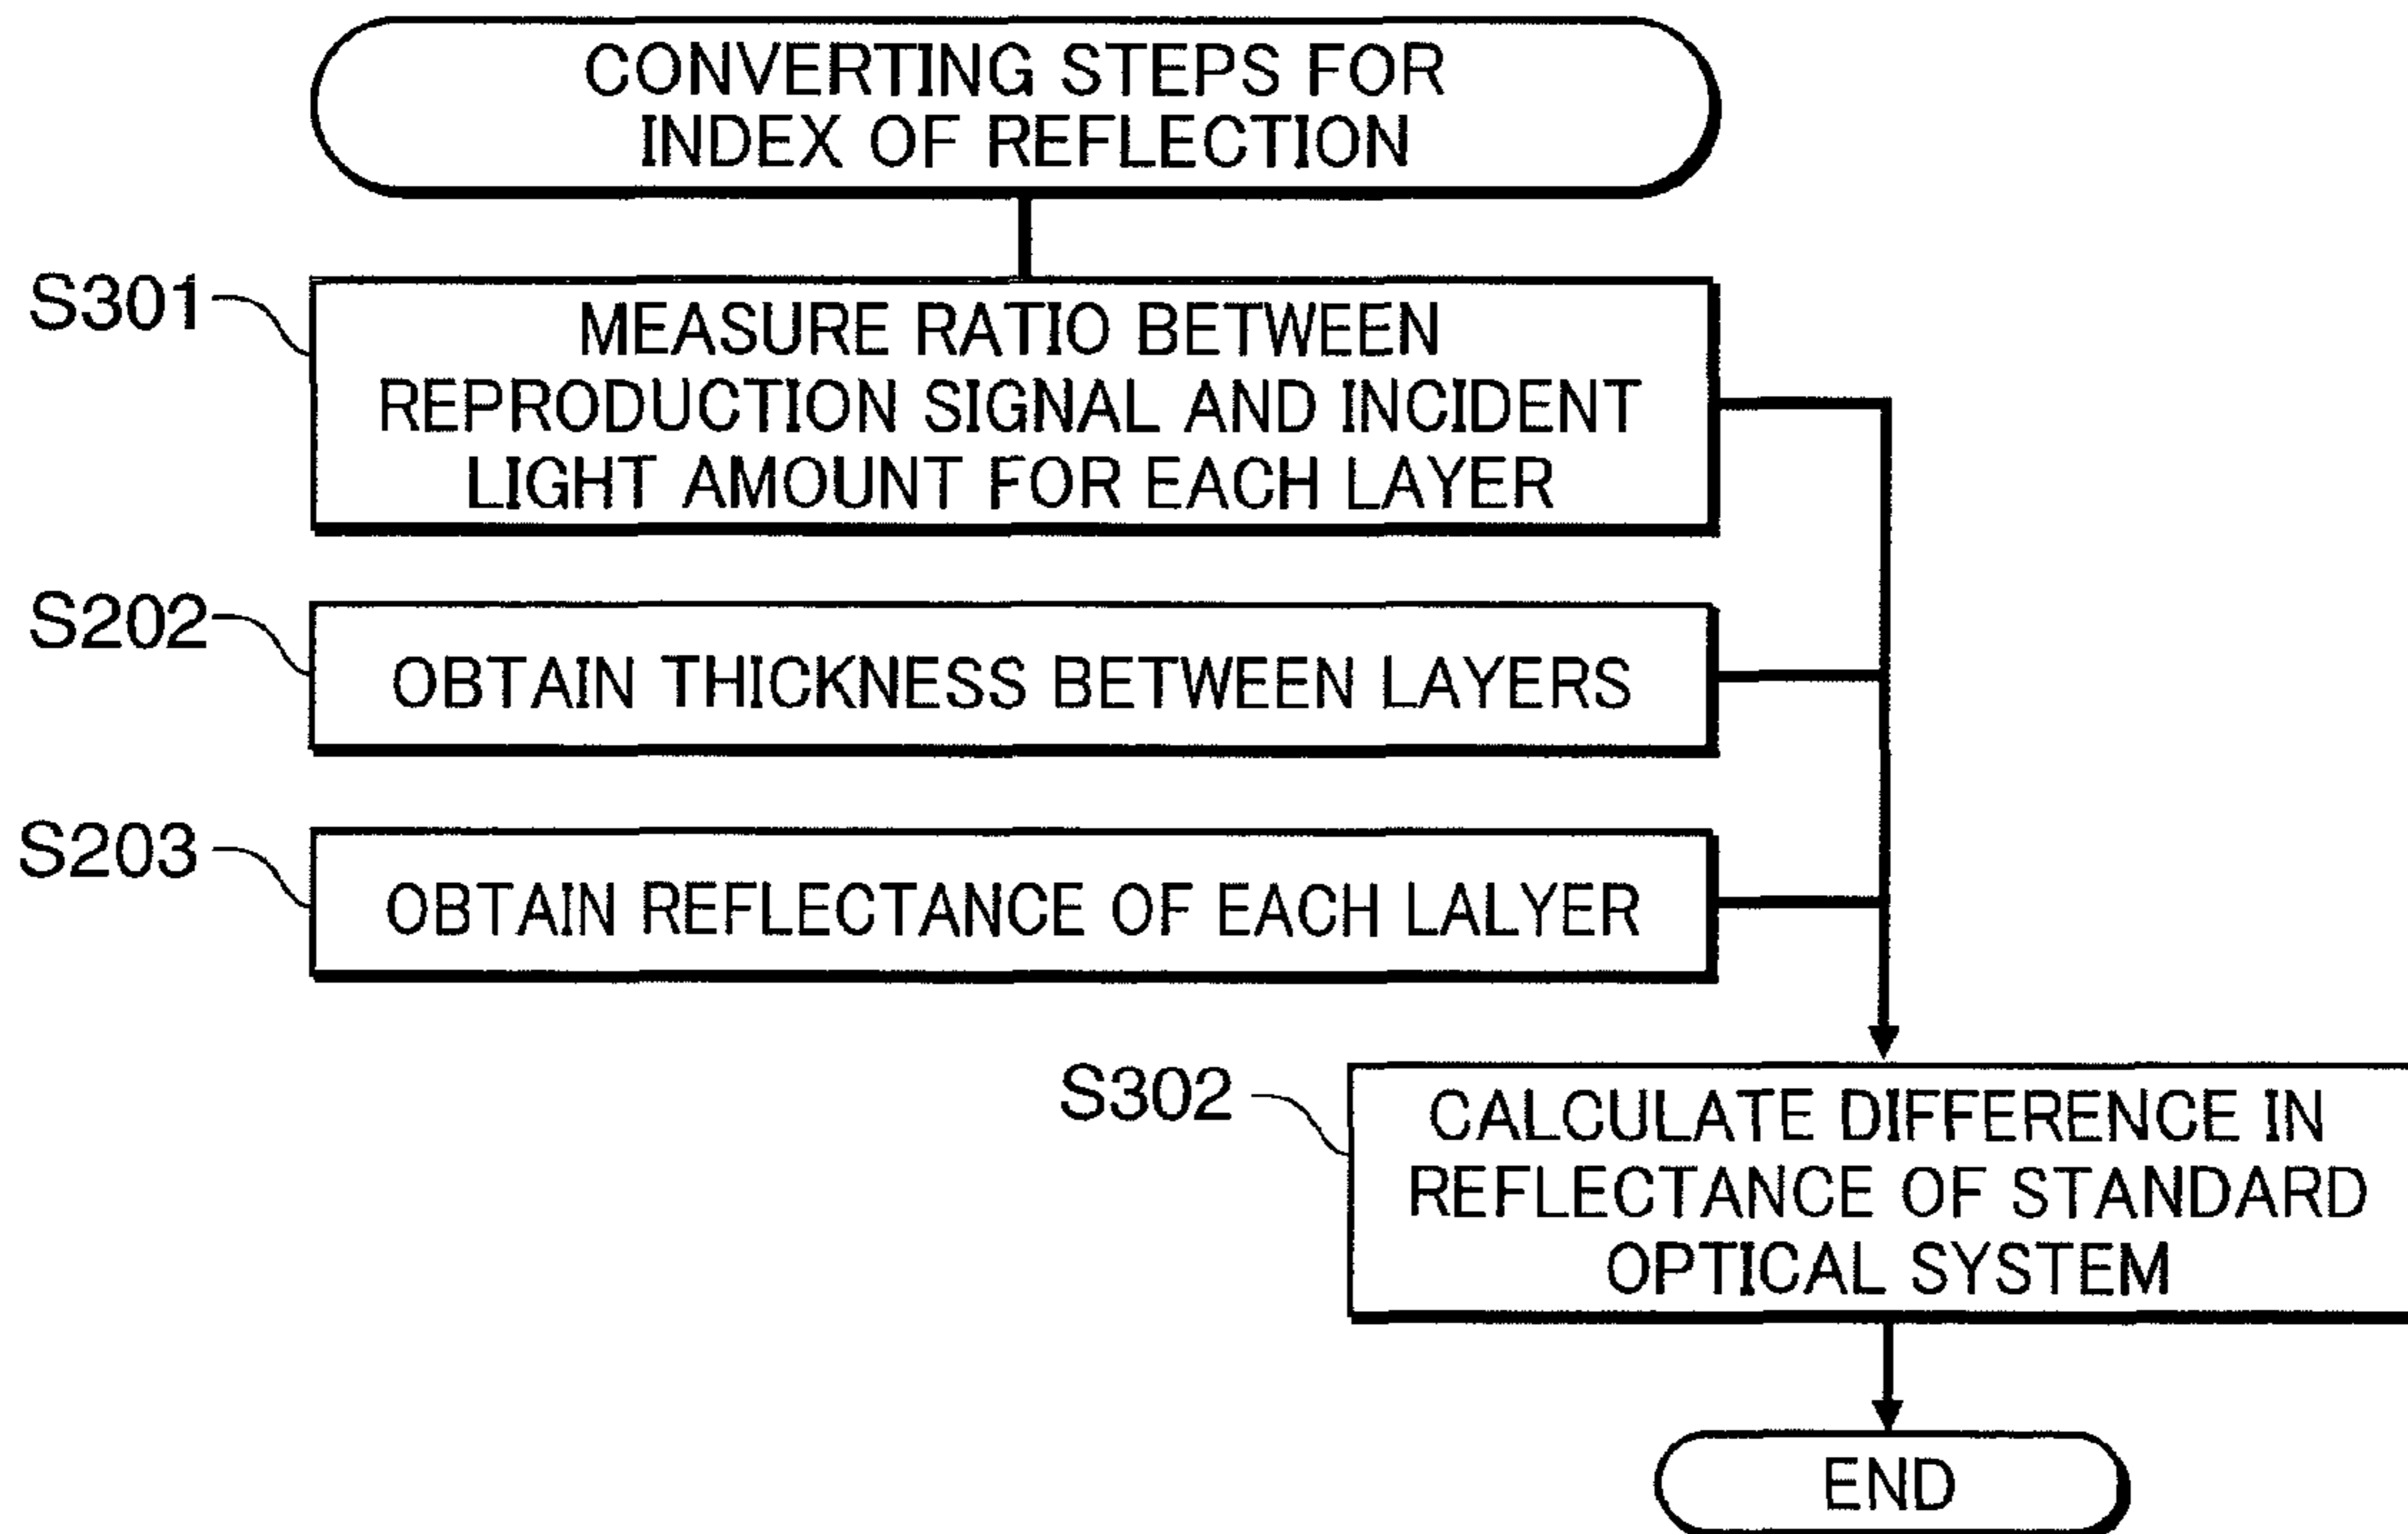 CONVERTING STEPS FOR
INDEX OF REFLECTION
S301
MEASURE RATIO BETWEEN
REPRODUCTION SIGNAL AND INCIDENT
LIGHT AMOUNT FOR EACH LAYER
S202
OBTAIN THICKNESS BETWEEN LAYERS
S203
OBTAIN REFLECTANCE OF EACH LALYER
S302
CALCULATE DIFFERENCE IN
REFLECTANCE OF STANDARD
OPTICAL SYSTEM
END